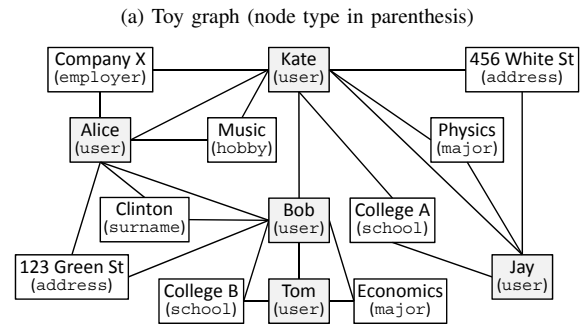 (a) Toy graph (node type in parenthesis)
Company X
(employer)
Kate
(user)
456 White St
(address)
Alice
(user)
Music
(hobby)
Physics
(major)
Clinton
(surname)
Bob
(user)
College A
(school)
123 Green St
(address)
Jay
(user)
College B
(school)
Tom
(user)
Economics
(major)